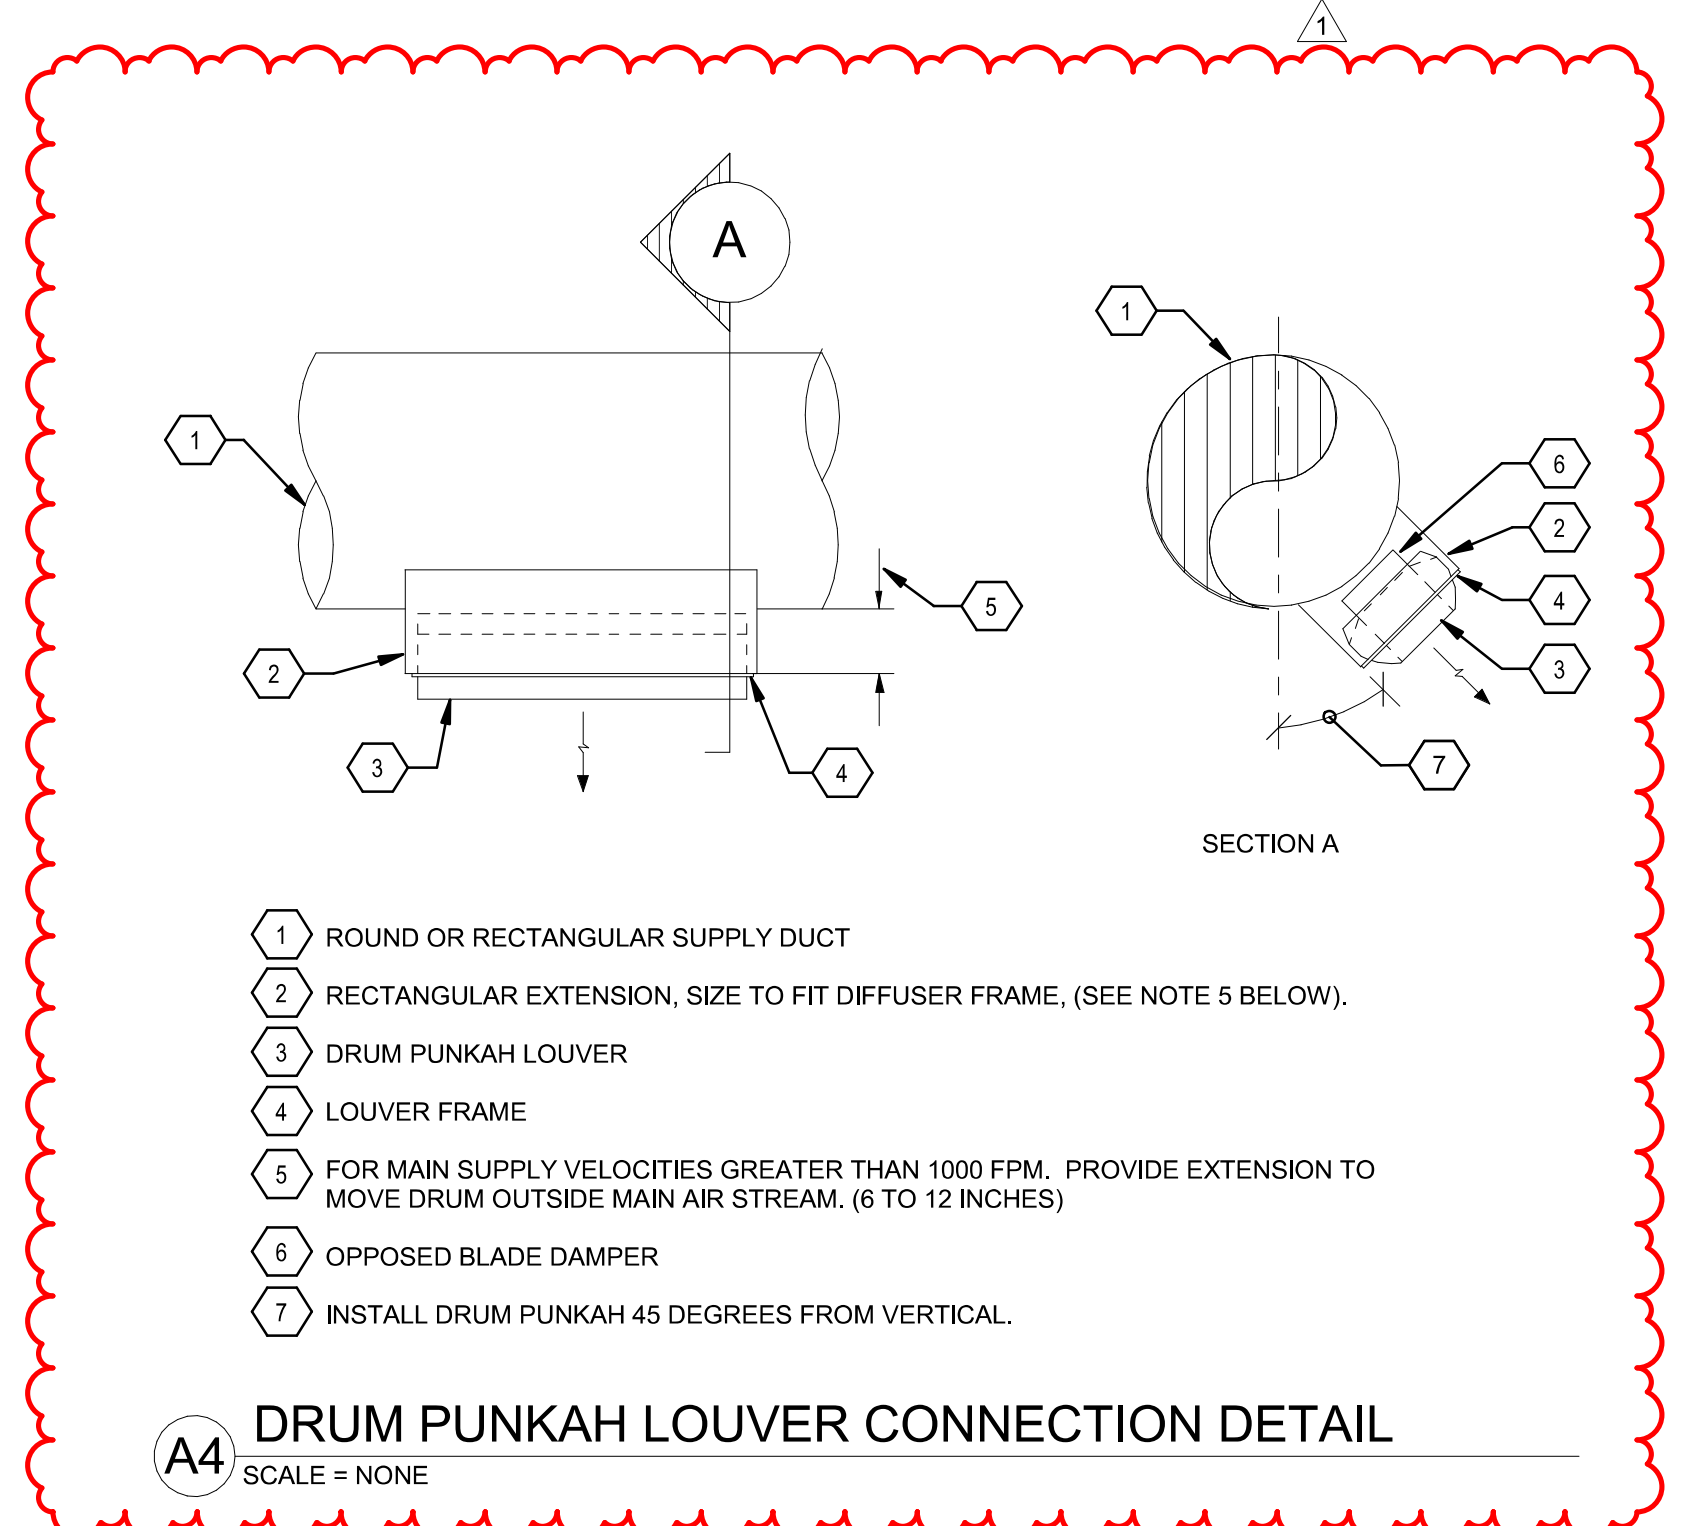 1
A
1
1
6
2
5
4
2
3
3
4
7
SECTION A
1 ROUND OR RECTANGULAR SUPPLY DUCT
2 RECTANGULAR EXTENSION, SIZE TO FIT DIFFUSER FRAME, (SEE NOTE 5 BELOW).
3 DRUM PUNKAH LOUVER
4 LOUVER FRAME
5 FOR MAIN SUPPLY VELOCITIES GREATER THAN 1000 FPM. PROVIDE EXTENSION TO
MOVE DRUM OUTSIDE MAIN AIR STREAM. (6 TO 12 INCHES)
6 OPPOSED BLADE DAMPER
7 INSTALL DRUM PUNKAH 45 DEGREES FROM VERTICAL.
A4 DRUM PUNKAH LOUVER CONNECTION DETAIL
SCALE = NONE